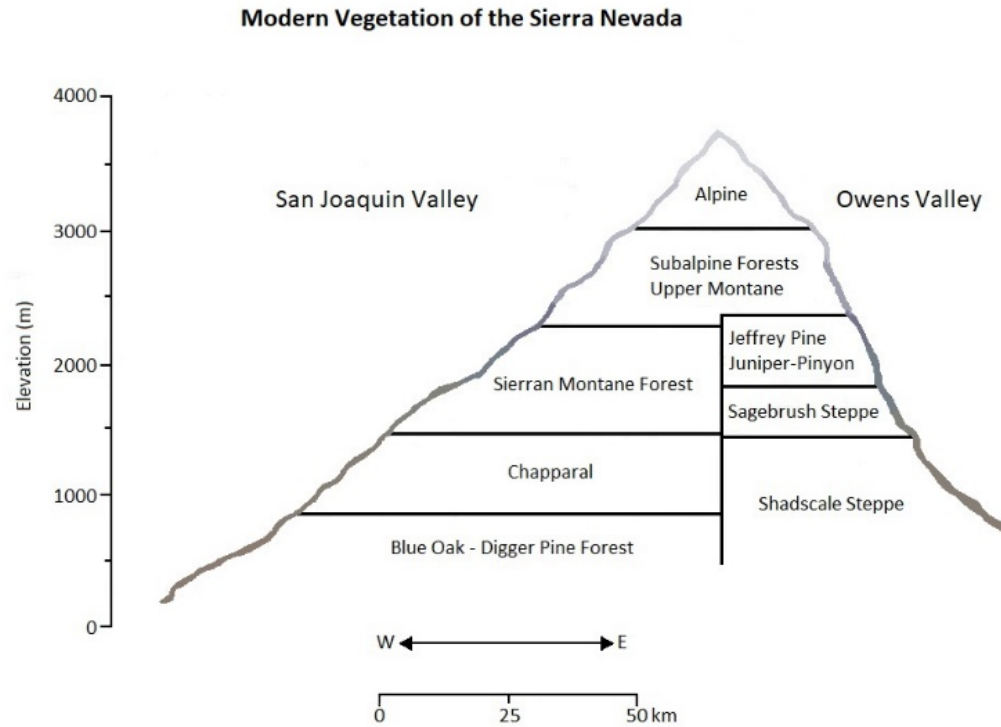 Modern Vegetation of the Sierra Nevada
4000
3000
2000
1000
0
Elevation (m)
San Joaquin Valley
Owens Valley
Alpine
Subalpine Forests
Upper Montane
Jeffrey Pine
Juniper-Pinyon
Sierran Montane Forest
Sagebrush Steppe
Chapparal
Shadscale Steppe
Blue Oak - Digger Pine Forest
W E
0 25 50 km